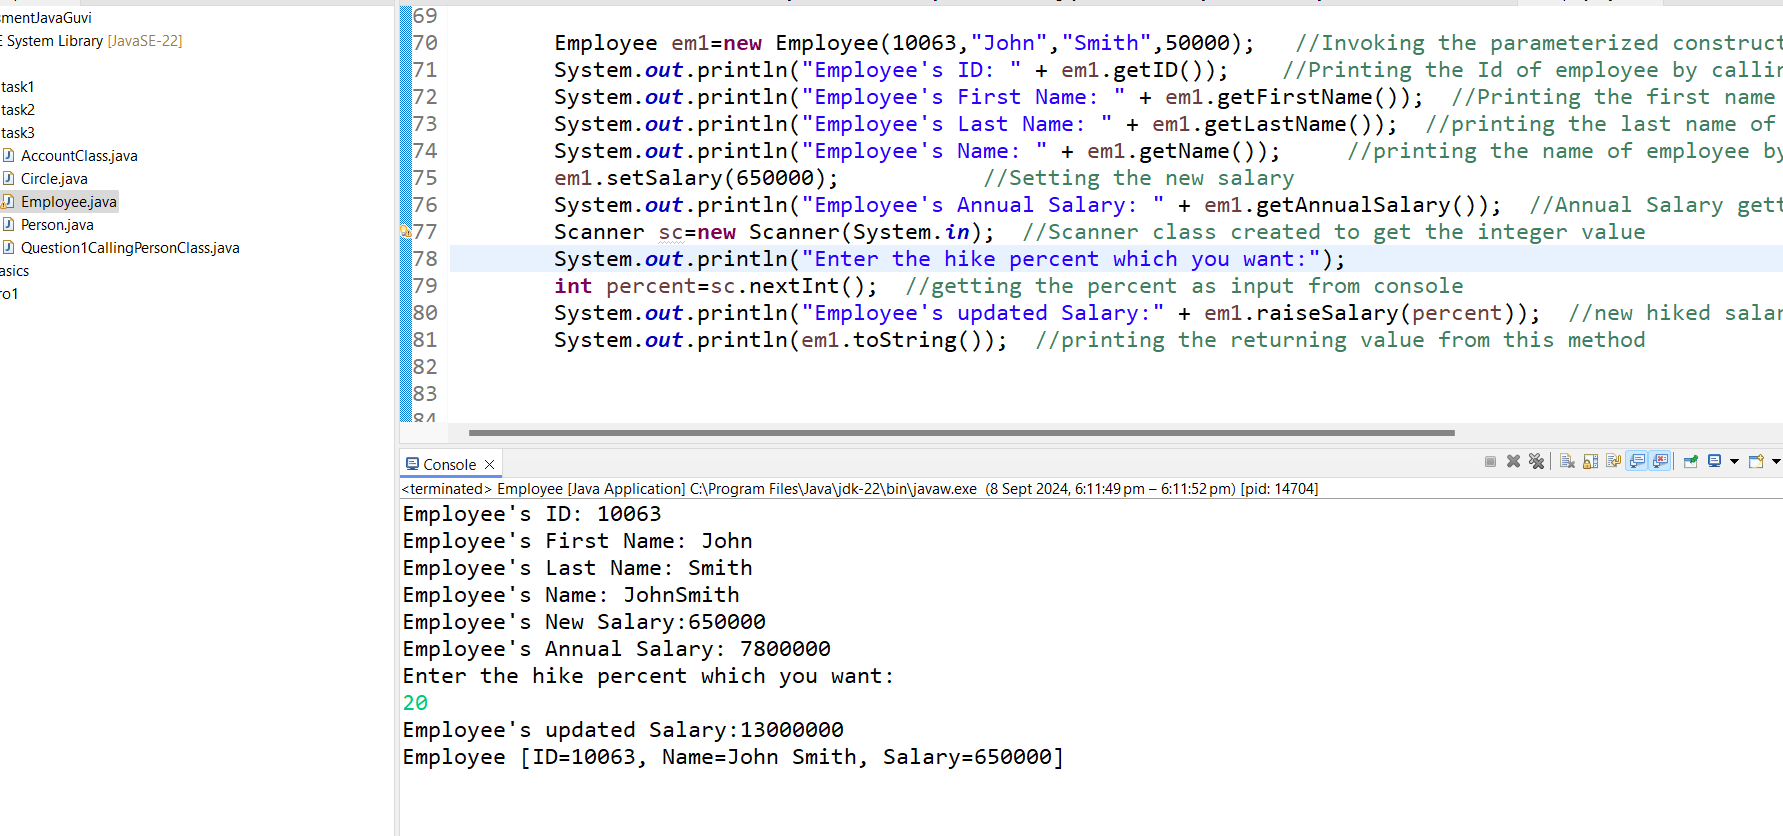 smentJavaGuvi
E System Library [JavaSE-22]
task1
task2
task3
AccountClass.java
Circle.java
Employee.java
Person.java
Question1CallingPersonClass.java
asics
ro1
69
70 Employee em1=new Employee(10063,"John","Smith",50000); //Invoking the parameterized construct
71 System.out.println("Employee's ID: " + em1.getID()); //Printing the Id of employee by callin
72 System.out.println("Employee's First Name: " + em1.getFirstName()); //Printing the first name
73 System.out.println("Employee's Last Name: " + em1.getLastName()); //printing the last name of
74 System.out.println("Employee's Name: " + em1.getName()); //printing the name of employee by
75 em1.setSalary(650000); //Setting the new salary
76 System.out.println("Employee's Annual Salary: " + em1.getAnnualSalary()); //Annual Salary gett
77 Scanner sc=new Scanner(System.in); //Scanner class created to get the integer value
78 System.out.println("Enter the hike percent which you want:");
79 int percent=sc.nextInt(); //getting the percent as input from console
80 System.out.println("Employee's updated Salary:" + em1.raiseSalary(percent)); //new hiked salar
81 System.out.println(em1.toString()); //printing the returning value from this method
82
83
84
Console
<terminated> Employee [Java Application] C:\Program Files\Java\jdk-22\bin\javaw.exe (8 Sept 2024, 6:11:49 pm – 6:11:52 pm) [pid: 14704]
Employee's ID: 10063
Employee's First Name: John
Employee's Last Name: Smith
Employee's Name: JohnSmith
Employee's New Salary:650000
Employee's Annual Salary: 7800000
Enter the hike percent which you want:
20
Employee's updated Salary:13000000
Employee [ID=10063, Name=John Smith, Salary=650000]